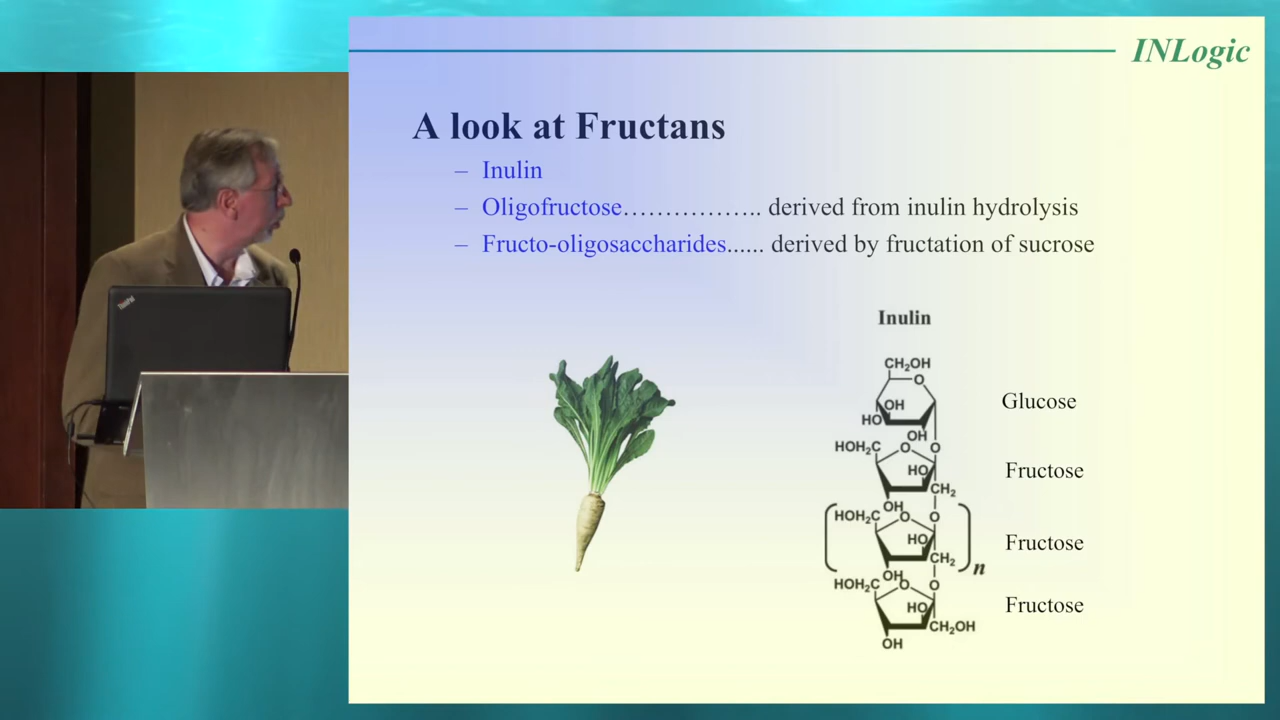 INLogic
A look at Fructans
– Inulin
– Oligofructose…………….. derived from inulin hydrolysis
– Fructo-oligosaccharides...... derived by fructation of sucrose
Inulin
CH₂OH
O
OH
HO
OH
Glucose
HOH₂C
O
O
HO
CH₂
OH
Fructose
HOH₂C
O
O
HO
CH₂
OH
n
Fructose
HOH₂C
O
O
HO
CH₂OH
OH
Fructose
ThinkPad